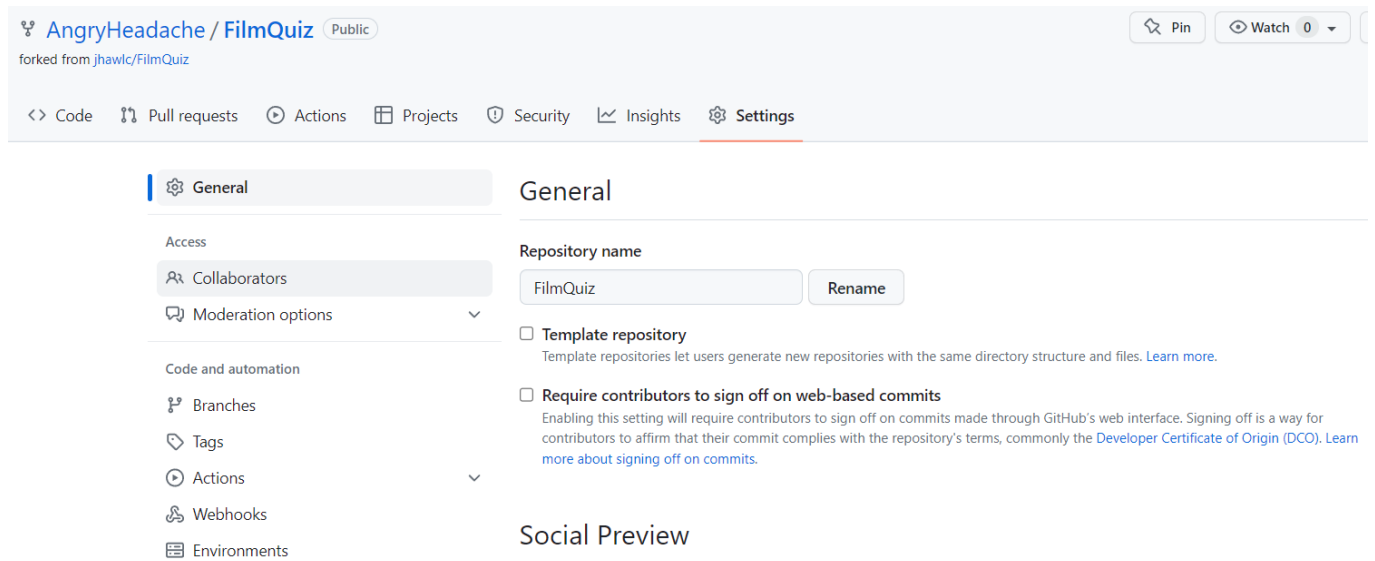 AngryHeadache / FilmQuiz Public
Pin
Watch 0
forked from jhawlc/FilmQuiz
Code
Pull requests
Actions
Projects
Security
Insights
Settings
General
Access
Collaborators
Moderation options
Code and automation
Branches
Tags
Actions
Webhooks
Environments
General
Repository name
FilmQuiz
Rename
Template repository
Template repositories let users generate new repositories with the same directory structure and files. Learn more.
Require contributors to sign off on web-based commits
Enabling this setting will require contributors to sign off on commits made through GitHub's web interface. Signing off is a way for
contributors to affirm that their commit complies with the repository's terms, commonly the Developer Certificate of Origin (DCO). Learn
more about signing off on commits.
Social Preview